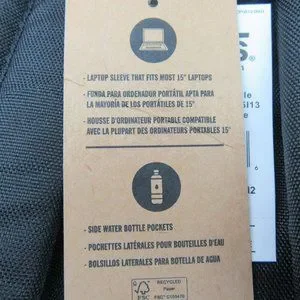 - LAPTOP SLEEVE THAT FITS MOST 15" LAPTOPS
- FUNDA PARA ORDENADOR PORTÁTIL APTA PARA
LA MAYORÍA DE LOS PORTÁTILES DE 15"
- HOUSSE D'ORDINATEUR PORTABLE COMPATIBLE
AVEC LA PLUPART DES ORDINATEURS PORTABLES 15"
- SIDE WATER BOTTLE POCKETS
- POCHETTES LATÉRALES POUR BOUTEILLES D'EAU
- BOLSILLOS LATERALES PARA BOTELLA DE AGUA
RECYCLED
Paper
FSC